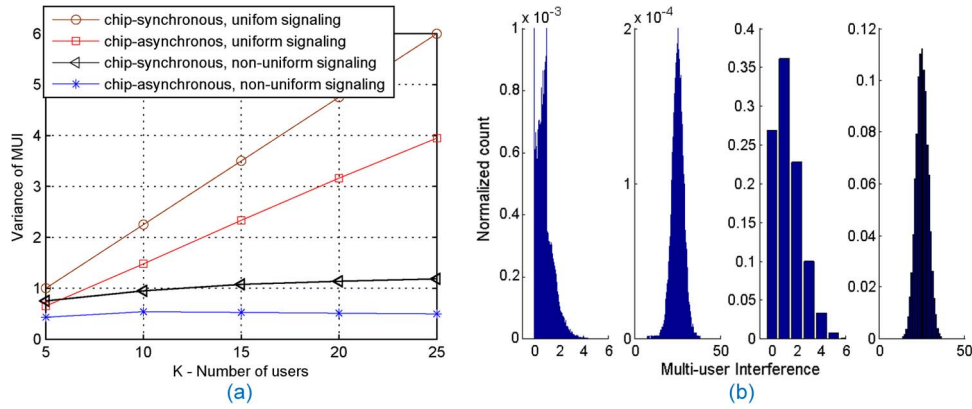 chip-synchronous, unifom signaling
chip-asynchronos, uniform signaling
chip-synchronous, non-uniform signaling
chip-asynchronous, non-uniform signaling
6
5
4
3
2
1
0
Variance of MUI
5 10 15 20 25
K - Number of users
(a)
× 10⁻³
1
0.8
0.6
0.4
0.2
0
0 2 4 6
Normalized count
× 10⁻⁴
2
1
0
0 50
0.4
0.35
0.3
0.25
0.2
0.15
0.1
0.05
0
0 2 4 6
0.12
0.1
0.08
0.06
0.04
0.02
0
0 50
Multi-user Interference
(b)